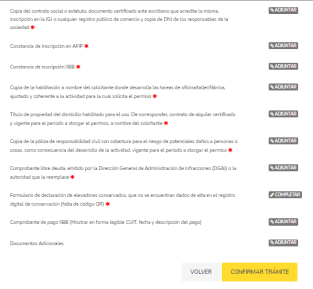 Copia del contrato social o estatuto, documento certificado ante escribano que acredite la misma, ADJUNTAR
inscripción en la IGJ o cualquier registro público de comercio y copia de DNI de los responsables de la
sociedad *
Constancia de Inscripción en AFIP * ADJUNTAR
Constancia de inscripción IIBB * ADJUNTAR
Copia de la habilitación a nombre del solicitante donde desarrolla las tareas de oficina/taller/fábrica, ADJUNTAR
ajustado y coherente a la actividad para la cual solicita el permiso *
Título de propiedad del domicilio habilitado para el uso. De corresponder, contrato de alquiler certificado ADJUNTAR
y vigente para el período a otorgar el permiso, a nombre del solicitante *
Copia de la póliza de responsabilidad civil con cobertura para el riesgo de potenciales daños a personas o ADJUNTAR
cosas, como consecuencia del desarrollo de la actividad, vigente para el período a otorgar el permiso *
Comprobante libre deuda, emitido por la Dirección General de Administración de Infracciones (DGAI) o la ADJUNTAR
autoridad que la reemplace *
Formulario de declaración de elevadores conservados, que no se encuentran dados de alta en el registro COMPLETAR
digital de conservación (falta de código QR) *
Comprobante de pago IIBB (Mostrar en forma legible CUIT, fecha y descripción del pago) ADJUNTAR
Documentos Adicionales ADJUNTAR
VOLVER CONFIRMAR TRÁMITE